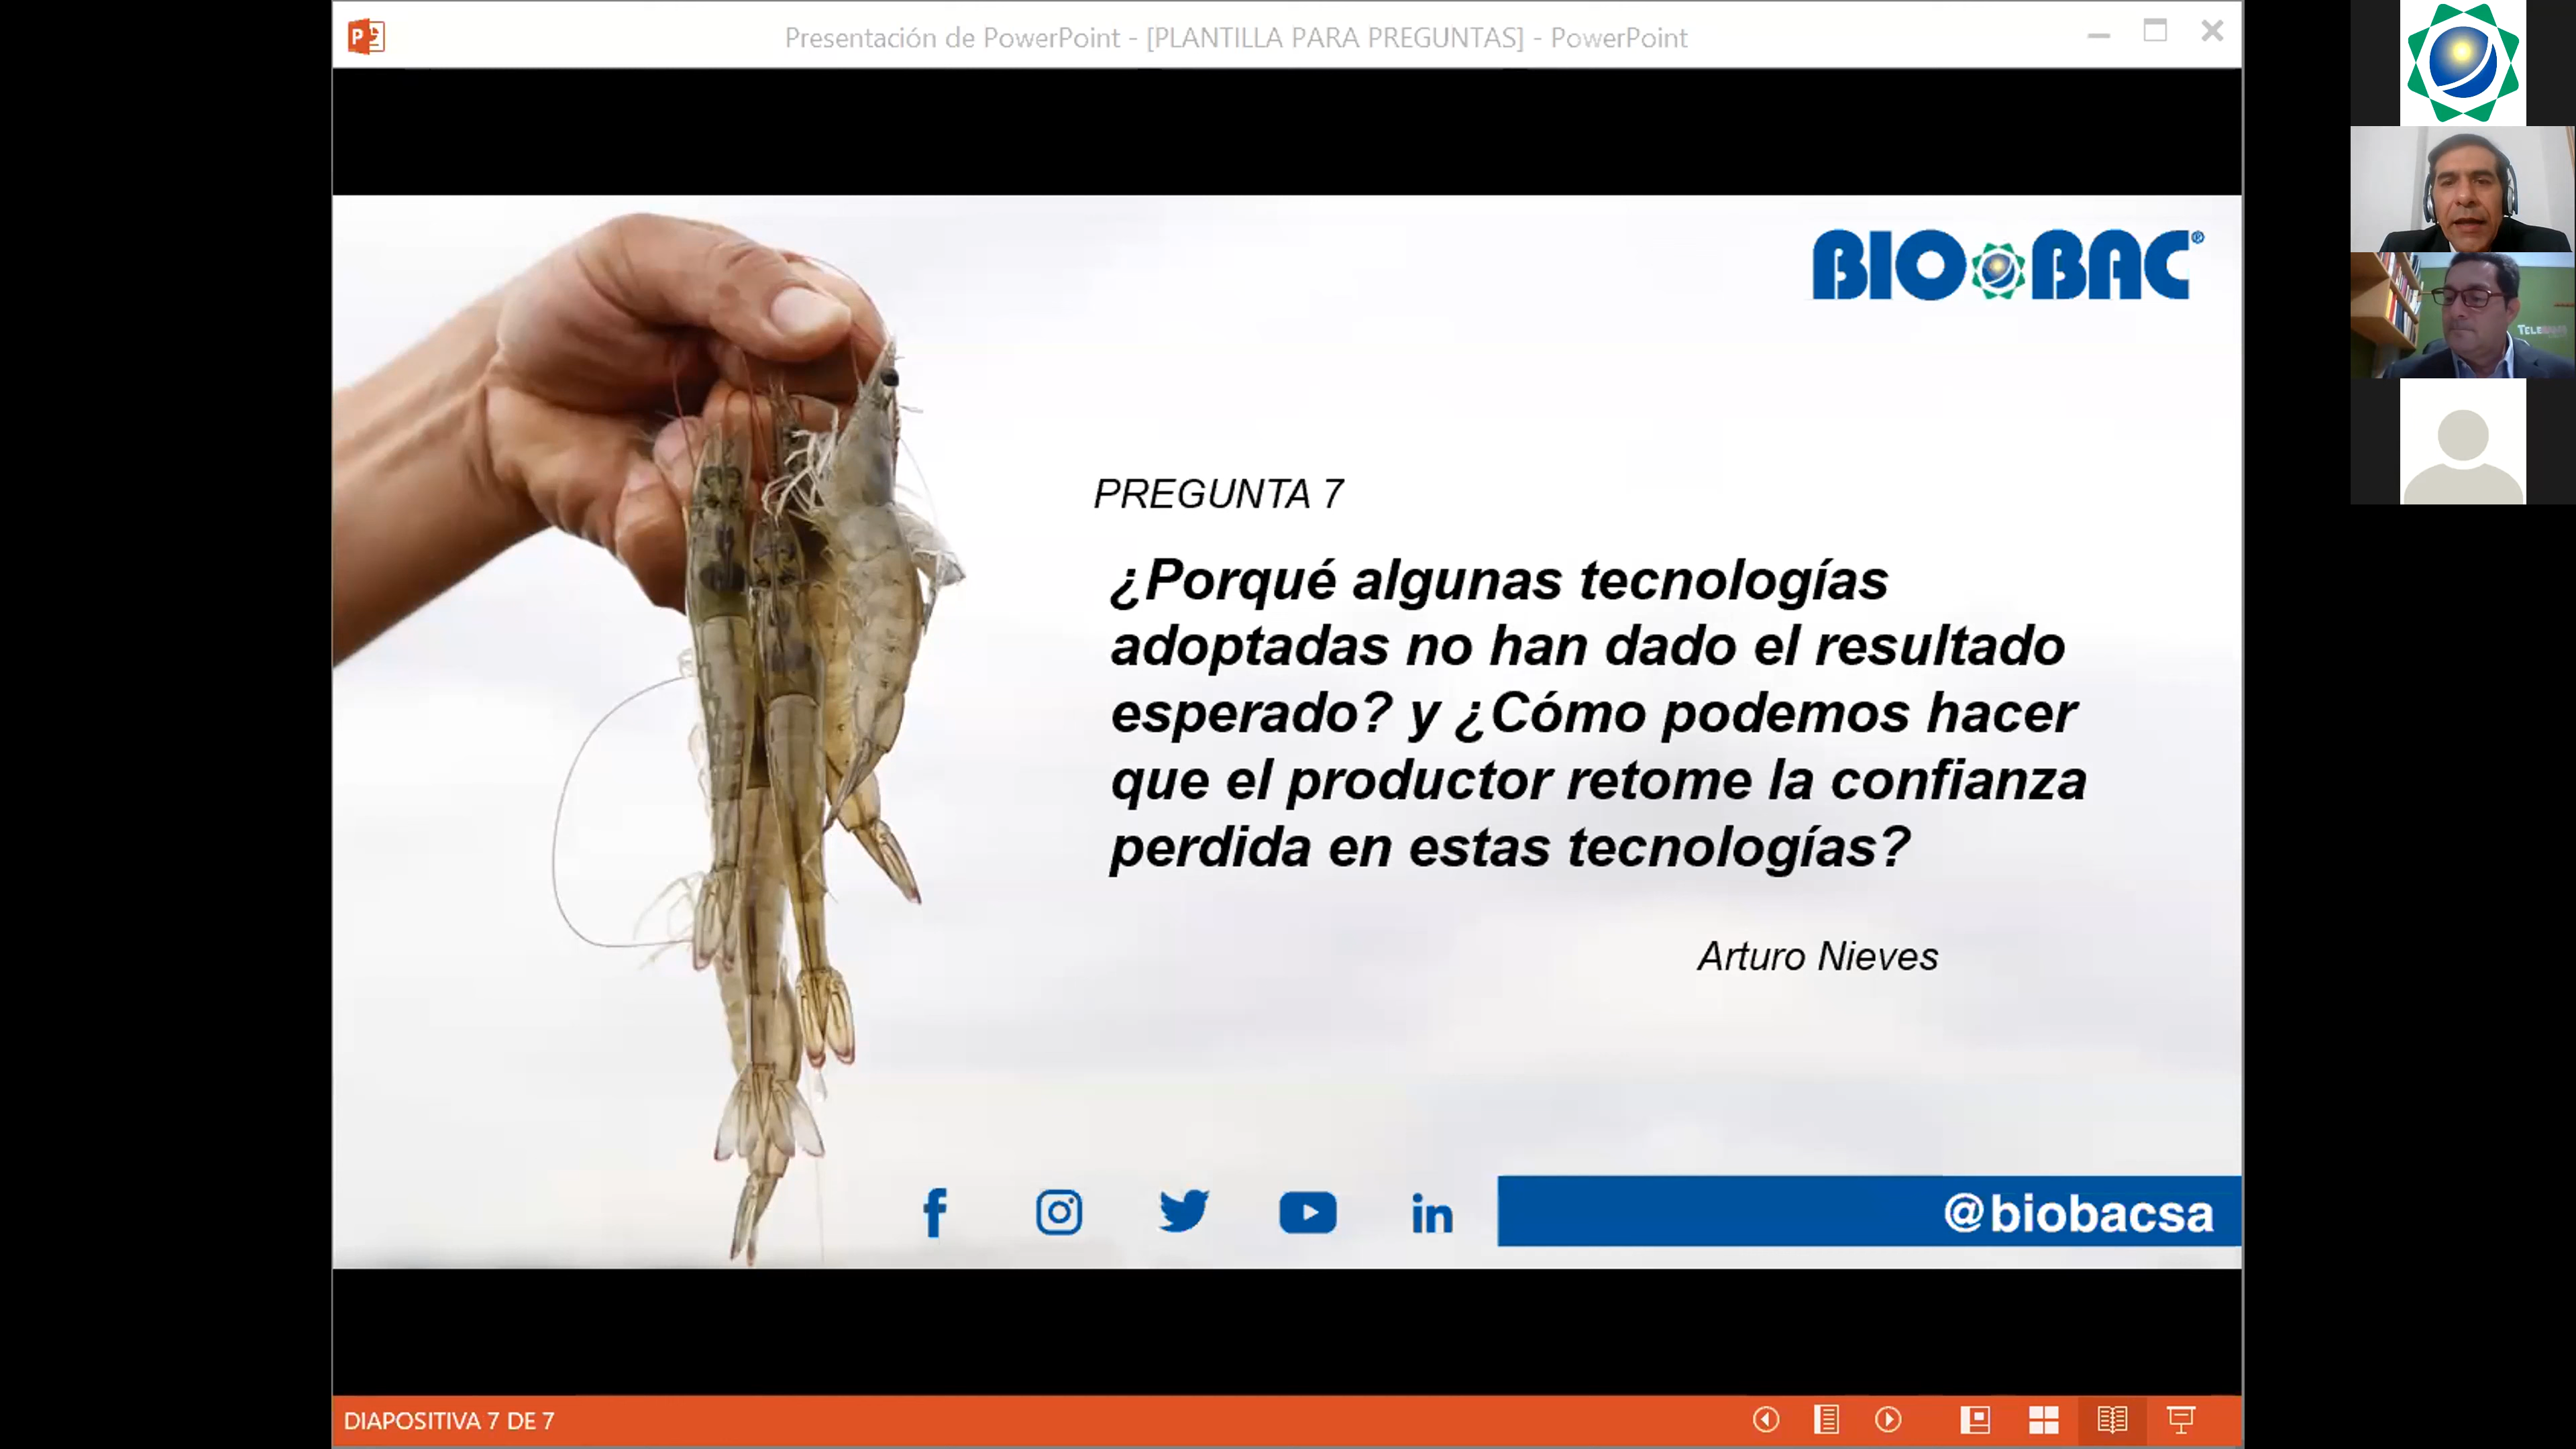 Presentación de PowerPoint - [PLANTILLA PARA PREGUNTAS] - PowerPoint
BIOBAC®
PREGUNTA 7
¿Porqué algunas tecnologías
adoptadas no han dado el resultado
esperado? y ¿Cómo podemos hacer
que el productor retome la confianza
perdida en estas tecnologías?
Arturo Nieves
@biobacsa
DIAPOSITIVA 7 DE 7